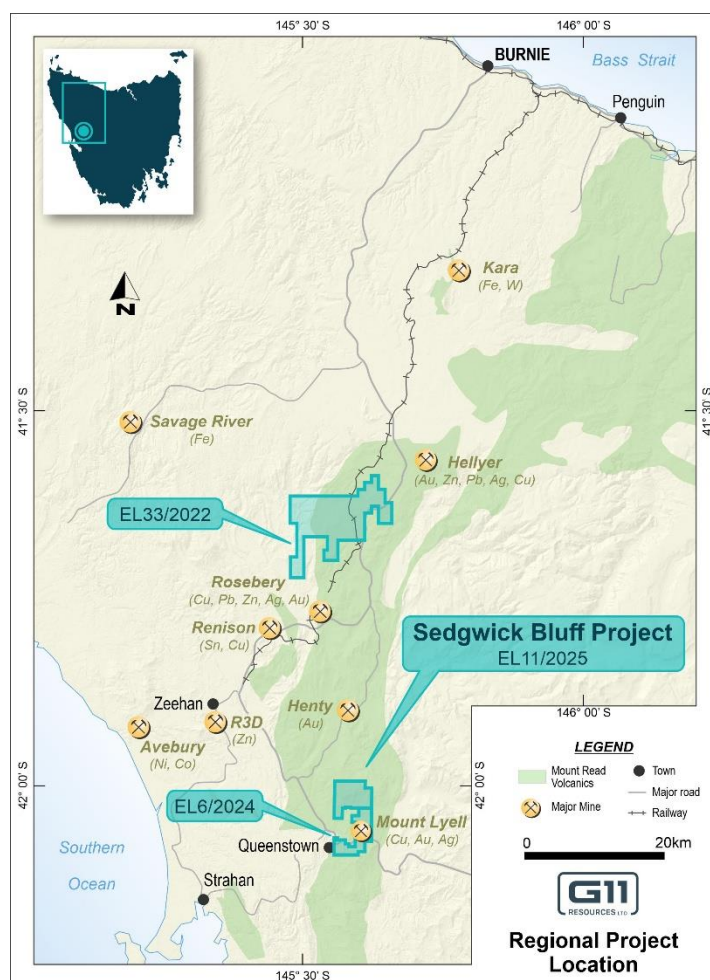 145° 30' S
146° 00' S
BURNIE
Bass Strait
Penguin
N
Kara
(Fe, W)
41° 30' S
41° 30' S
Savage River
(Fe)
Hellyer
(Au, Zn, Pb, Ag, Cu)
EL33/2022
Rosebery
(Cu, Pb, Zn, Ag, Au)
Renison
(Sn, Cu)
Sedgwick Bluff Project
EL11/2025
Zeehan
R3D
(Zn)
Henty
(Au)
Avebury
(Ni, Co)
146° 00' S
42° 00' S
EL6/2024
Mount Lyell
(Cu, Au, Ag)
Queenstown
Southern
Ocean
Strahan
LEGEND
Mount Read
Volcanics
Town
Major road
Major Mine
Railway
0
20km
G11
RESOURCES LTD
Regional Project
Location
42° 00' S
145° 30' S